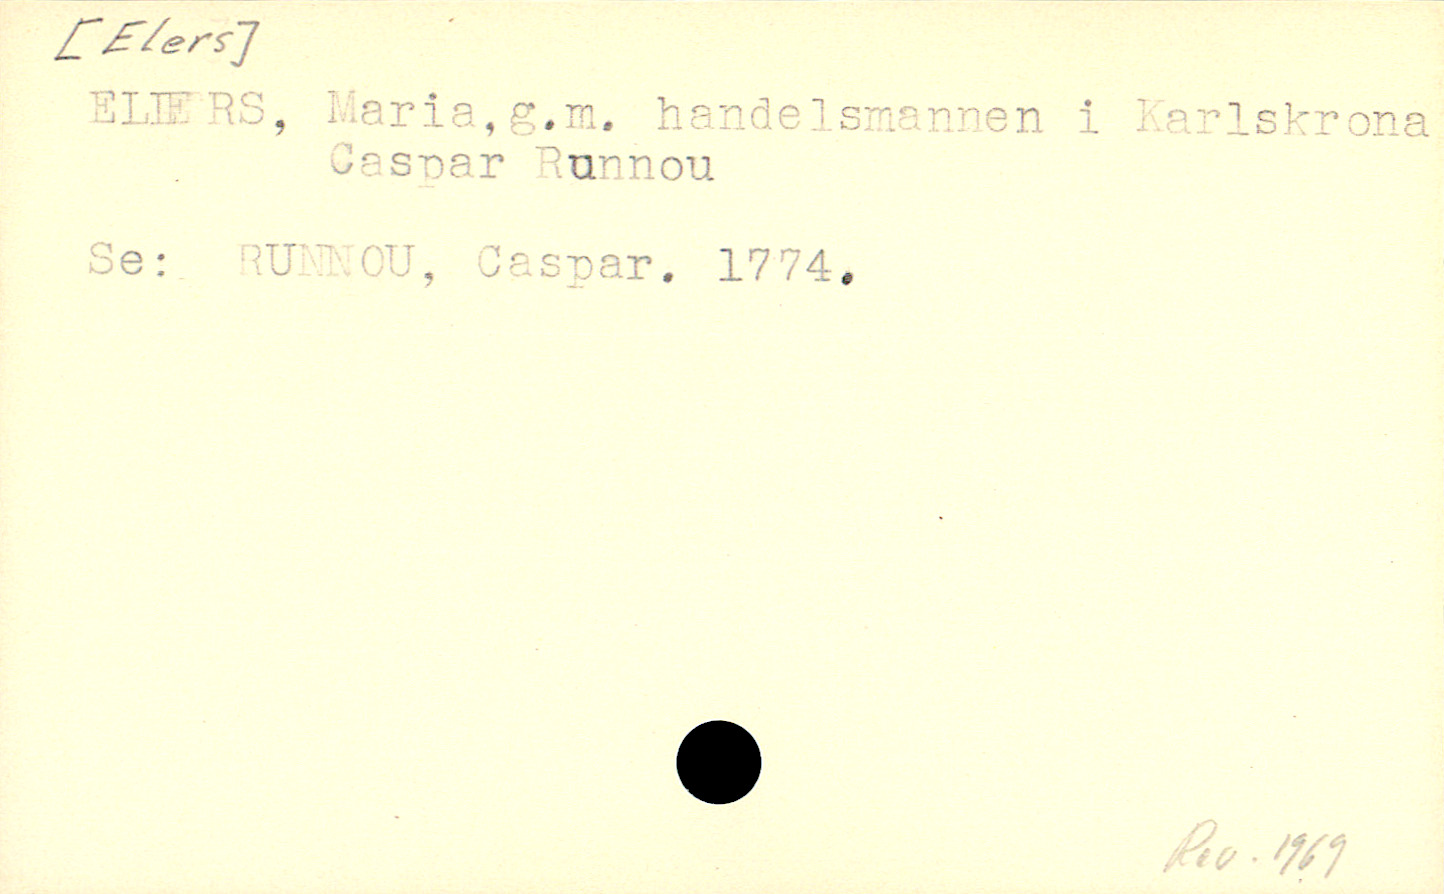 [Elers]
ELIERS, Maria,g.m. handelsmannen i Karlskrona
Caspar Runnou
Se: RUNNOU, Caspar. 1774.
Rev. 1969